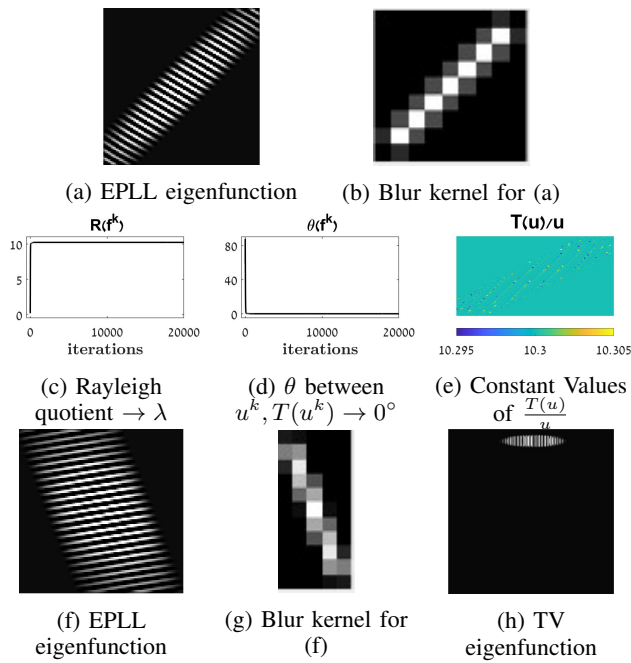 (a) EPLL eigenfunction
(b) Blur kernel for (a)
R(f^k)
10
5
0
0
10000
20000
iterations
(c) Rayleigh
quotient → λ
θ(f^k)
80
40
0
0
10000
20000
iterations
(d) θ between
u^k, T(u^k) → 0°
T(u)/u
10.295
10.3
10.305
(e) Constant Values
of T(u)/u
(f) EPLL
eigenfunction
(g) Blur kernel for
(f)
(h) TV
eigenfunction